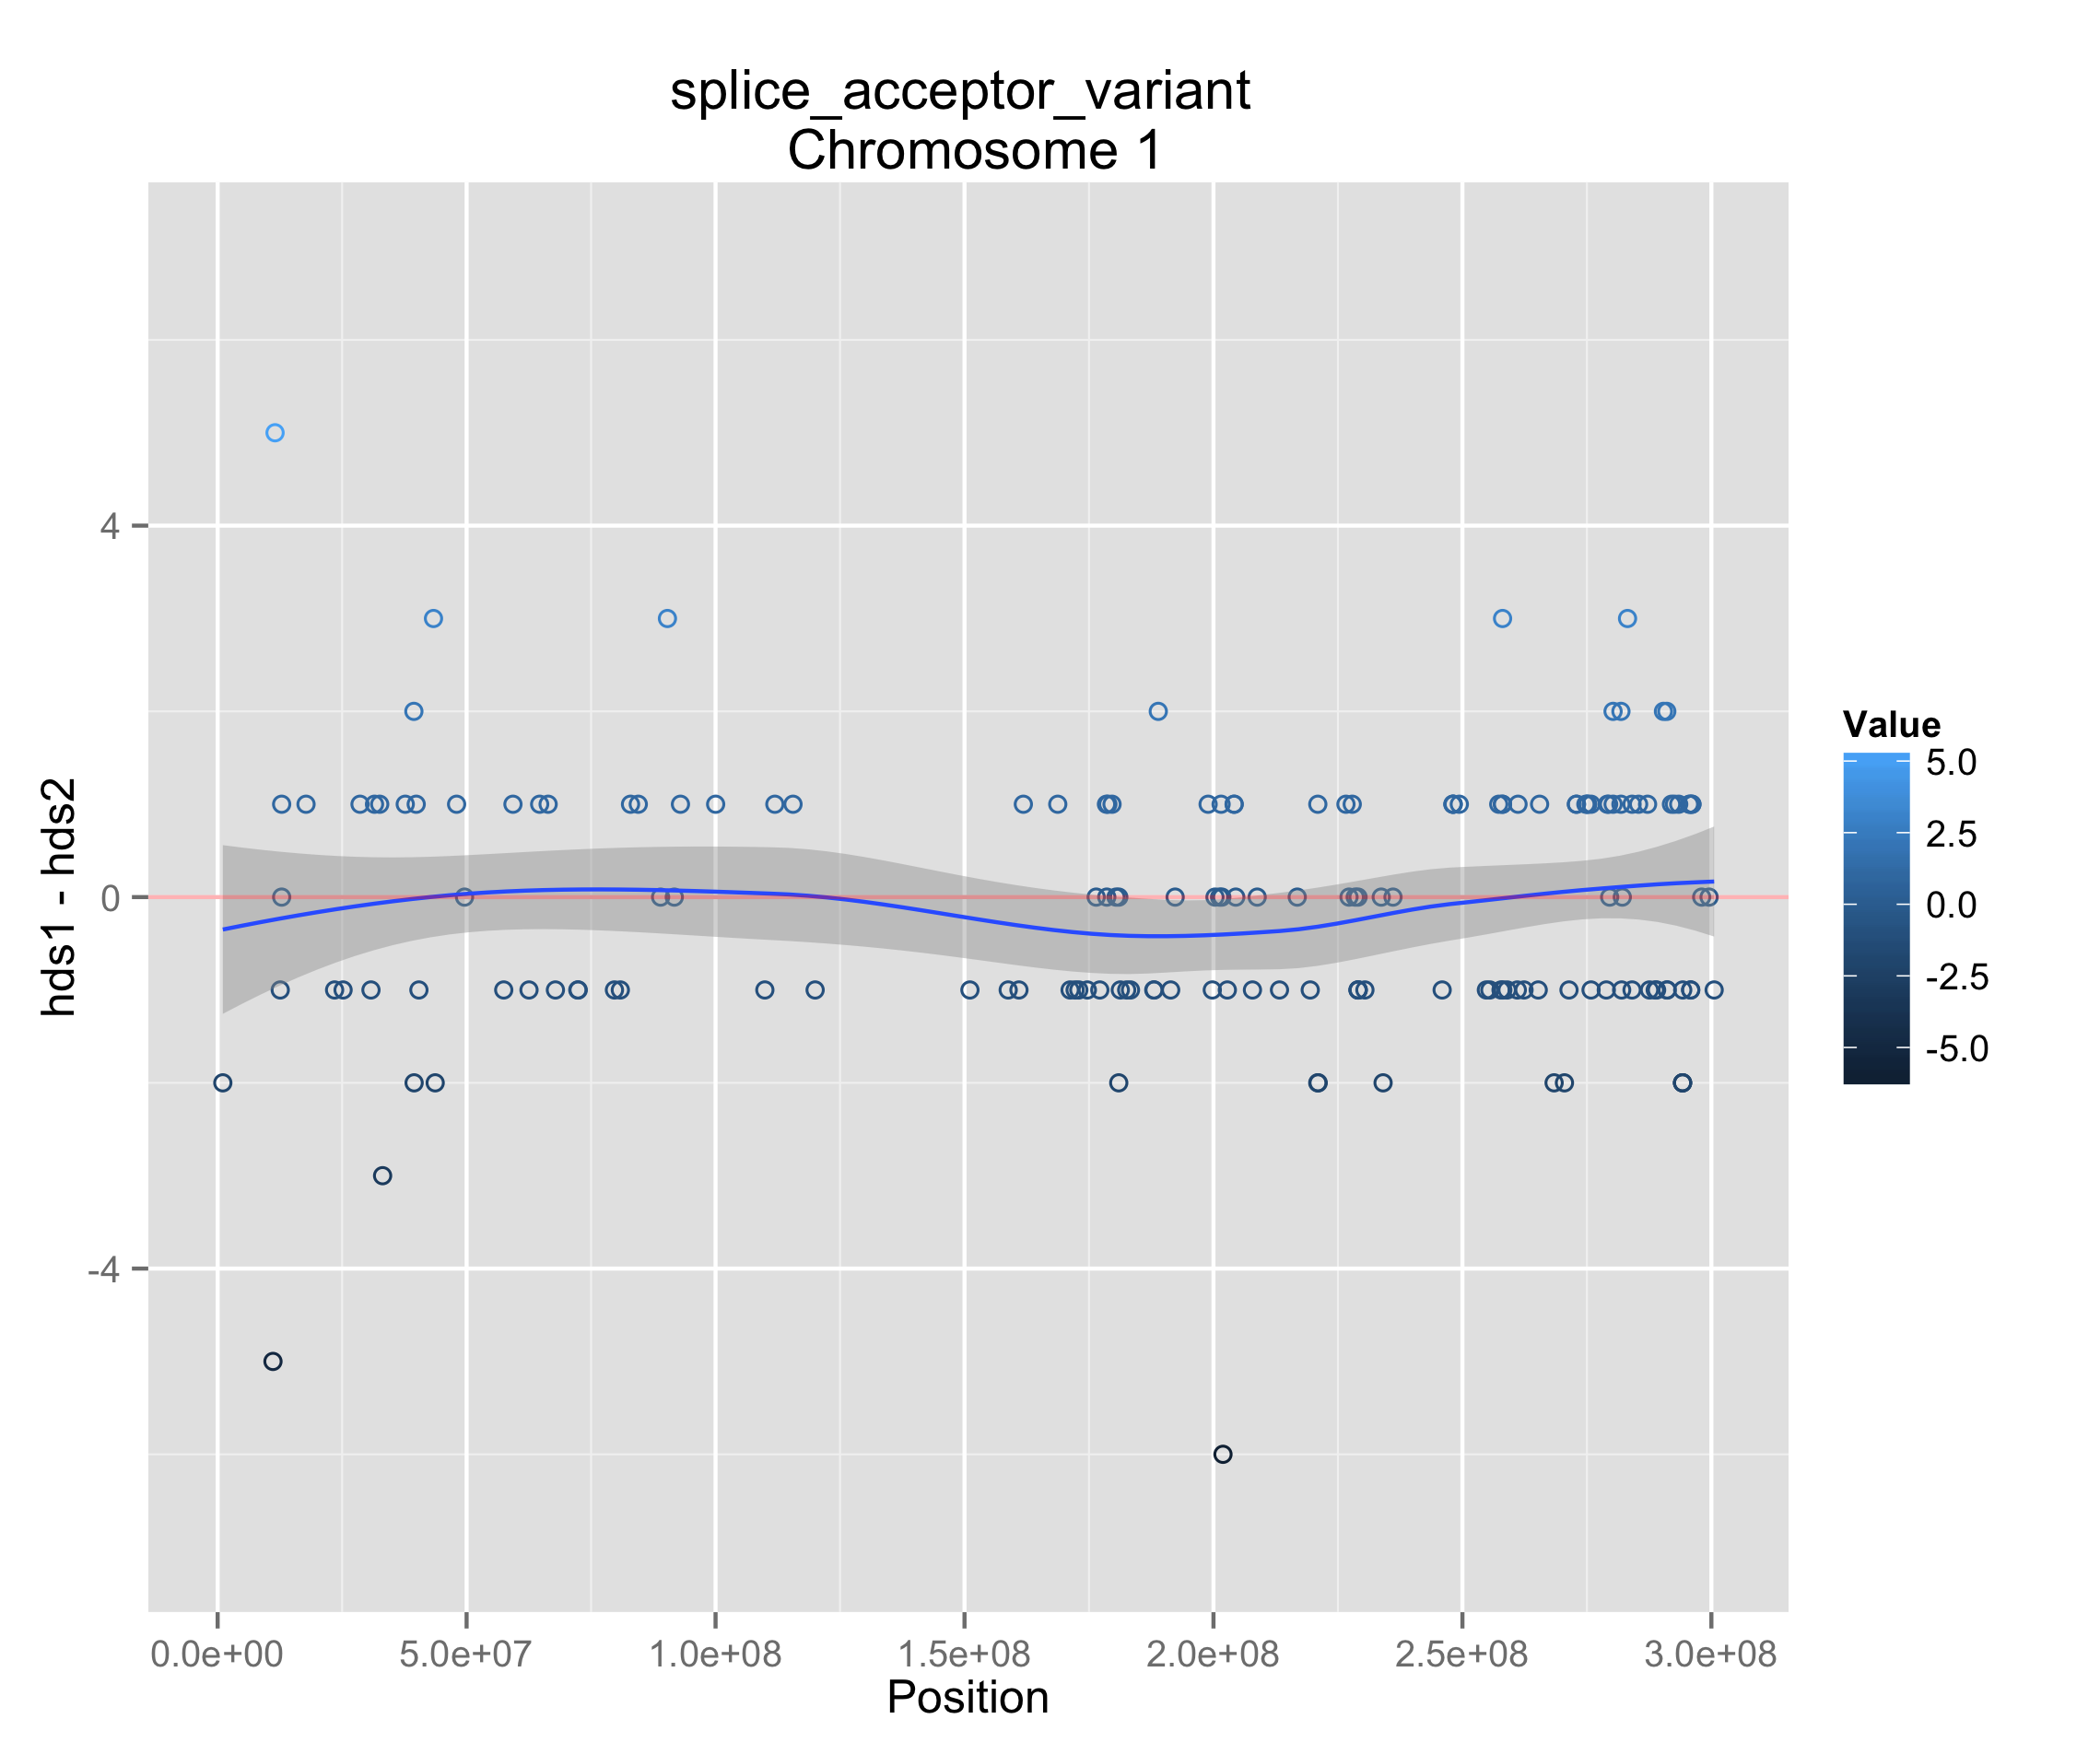 splice_acceptor_variant
Chromosome 1
hds1 - hds2
4
0
-4
0.0e+00 5.0e+07 1.0e+08 1.5e+08 2.0e+08 2.5e+08 3.0e+08
Position
Value
5.0
2.5
0.0
-2.5
-5.0